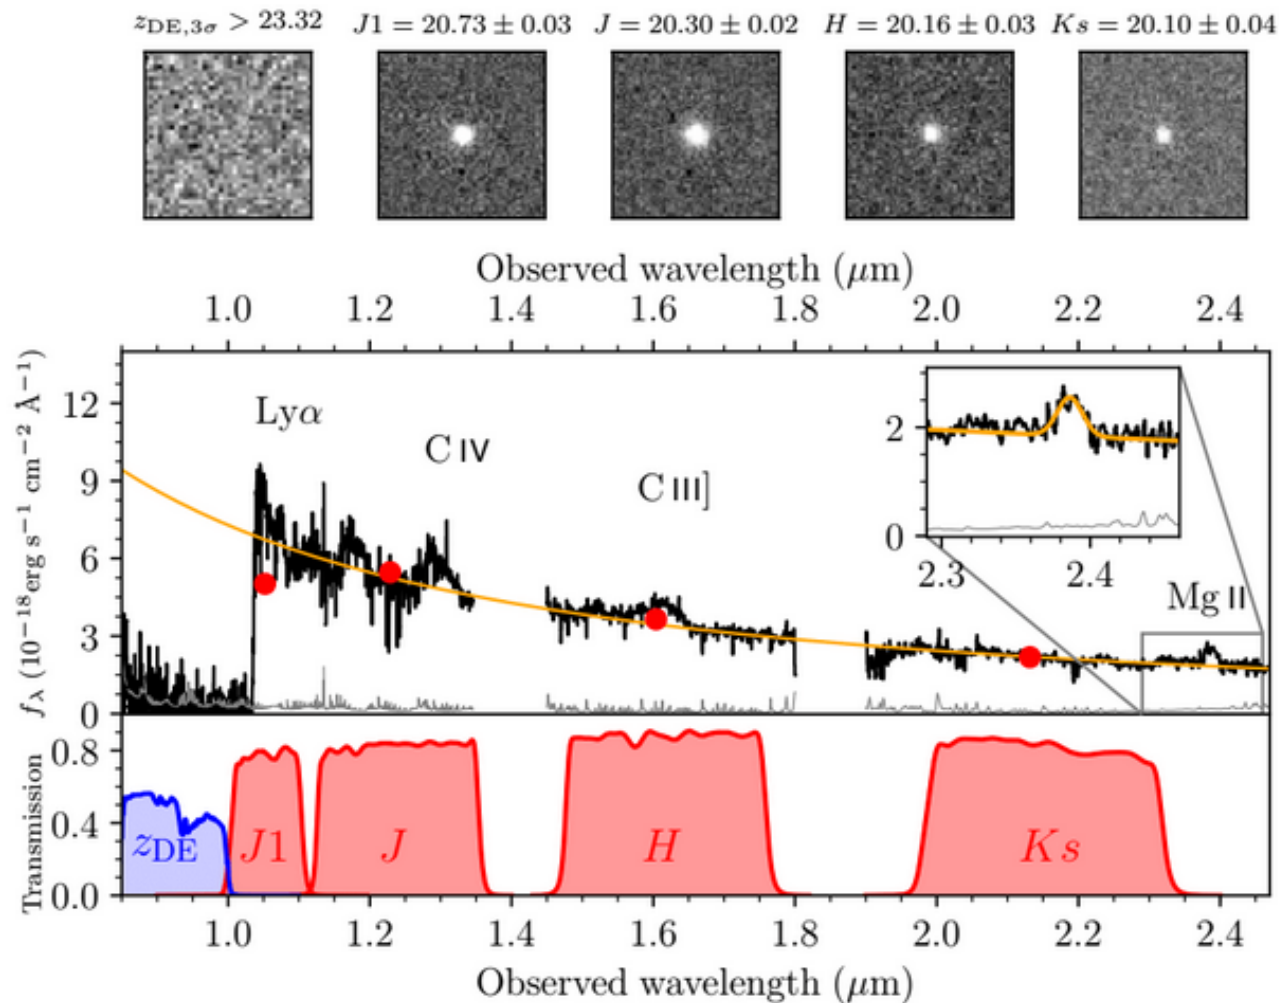 z_DE,3σ > 23.32 J1 = 20.73 ± 0.03 J = 20.30 ± 0.02 H = 20.16 ± 0.03 Ks = 20.10 ± 0.04
Observed wavelength (μm)
1.0 1.2 1.4 1.6 1.8 2.0 2.2 2.4
f_λ (10^−18 erg s^−1 cm^−2 Å^−1)
12
9
6
3
0
Lyα
C IV
C III]
Mg II
2
0
2.3 2.4
Transmission
0.8
0.4
0.0
z_DE J1 J H Ks
1.0 1.2 1.4 1.6 1.8 2.0 2.2 2.4
Observed wavelength (μm)